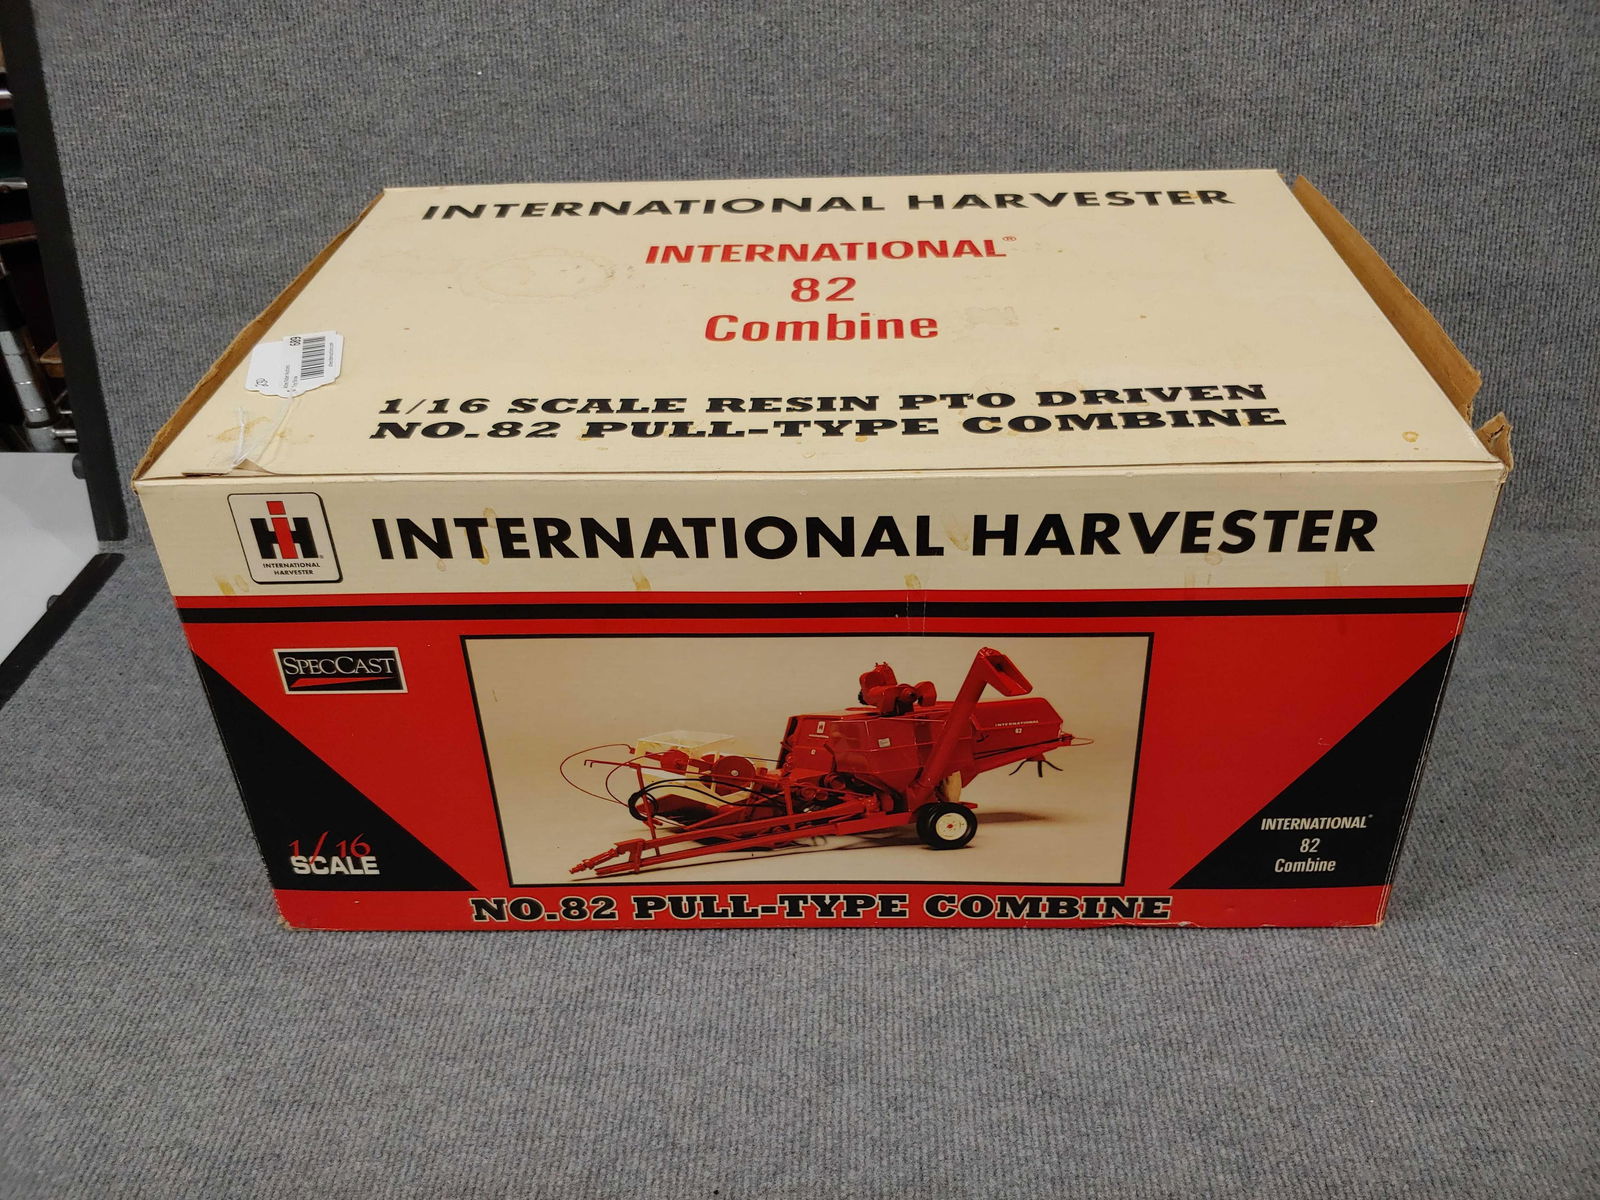 INTERNATIONAL HARVESTER
INTERNATIONAL®
82
Combine
689
1/16 SCALE RESIN PTO DRIVEN
NO.82 PULL-TYPE COMBINE
IH
INTERNATIONAL
HARVESTER
INTERNATIONAL HARVESTER
SPECCAST
INTERNATIONAL
82
1/16
SCALE
INTERNATIONAL®
82
Combine
NO.82 PULL-TYPE COMBINE